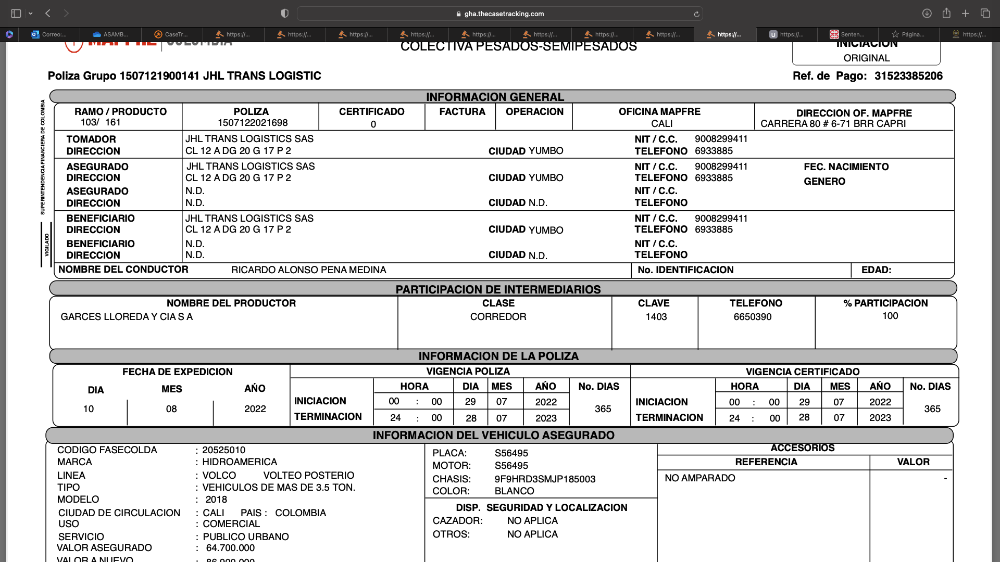 gha.thecasetracking.com
Correo:... ASAMB... CaseTr... https://... https://... https://... https://... https://... https://... https://... https://... https://... https://... Senten... Página... https://...
MAPFRE COLOMBIA COLECTIVA PESADOS-SEMIPESADOS INICIACION
ORIGINAL
Poliza Grupo 1507121900141 JHL TRANS LOGISTIC Ref. de Pago: 31523385206
SUPERINTENDENCIA FINANCIERA DE COLOMBIA
VIGILADO
INFORMACION GENERAL
RAMO / PRODUCTO POLIZA CERTIFICADO FACTURA OPERACION OFICINA MAPFRE DIRECCION OF. MAPFRE
103/ 161 1507122021698 0 CALI CARRERA 80 # 6-71 BRR CAPRI
TOMADOR JHL TRANS LOGISTICS SAS NIT / C.C. 9008299411
DIRECCION CL 12 A DG 20 G 17 P 2 CIUDAD YUMBO TELEFONO 6933885
ASEGURADO JHL TRANS LOGISTICS SAS NIT / C.C. 9008299411 FEC. NACIMIENTO
DIRECCION CL 12 A DG 20 G 17 P 2 CIUDAD YUMBO TELEFONO 6933885 GENERO
ASEGURADO N.D. NIT / C.C.
DIRECCION N.D. CIUDAD N.D. TELEFONO
BENEFICIARIO JHL TRANS LOGISTICS SAS NIT / C.C. 9008299411
DIRECCION CL 12 A DG 20 G 17 P 2 CIUDAD YUMBO TELEFONO 6933885
BENEFICIARIO N.D. NIT / C.C.
DIRECCION N.D. CIUDAD N.D. TELEFONO
NOMBRE DEL CONDUCTOR RICARDO ALONSO PENA MEDINA No. IDENTIFICACION EDAD:
PARTICIPACION DE INTERMEDIARIOS
NOMBRE DEL PRODUCTOR CLASE CLAVE TELEFONO % PARTICIPACION
GARCES LLOREDA Y CIA S A CORREDOR 1403 6650390 100
INFORMACION DE LA POLIZA
FECHA DE EXPEDICION VIGENCIA POLIZA VIGENCIA CERTIFICADO
DIA MES AÑO HORA DIA MES AÑO No. DIAS HORA DIA MES AÑO No. DIAS
10 08 2022 INICIACION 00 : 00 29 07 2022 365 INICIACION 00 : 00 29 07 2022 365
TERMINACION 24 : 00 28 07 2023 TERMINACION 24 : 00 28 07 2023
INFORMACION DEL VEHICULO ASEGURADO
CODIGO FASECOLDA : 20525010
MARCA : HIDROAMERICA
LINEA : VOLCO VOLTEO POSTERIO
TIPO : VEHICULOS DE MAS DE 3.5 TON.
MODELO : 2018
CIUDAD DE CIRCULACION : CALI PAIS : COLOMBIA
USO : COMERCIAL
SERVICIO : PUBLICO URBANO
VALOR ASEGURADO : 64.700.000
VALOR A NUEVO : 86.900.000
PLACA: S56495
MOTOR: S56495
CHASIS: 9F9HRD3SMJP185003
COLOR: BLANCO
DISP. SEGURIDAD Y LOCALIZACION
CAZADOR: NO APLICA
OTROS: NO APLICA
ACCESORIOS
REFERENCIA VALOR
NO AMPARADO -